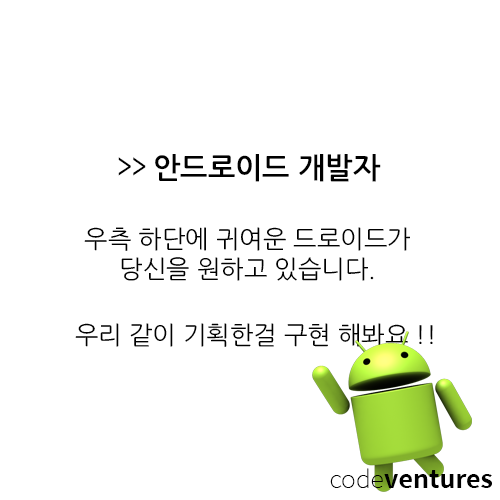 >> 안드로이드 개발자
우측 하단에 귀여운 드로이드가
당신을 원하고 있습니다.
우리 같이 기획한걸 구현 해봐요 !!
codeventures